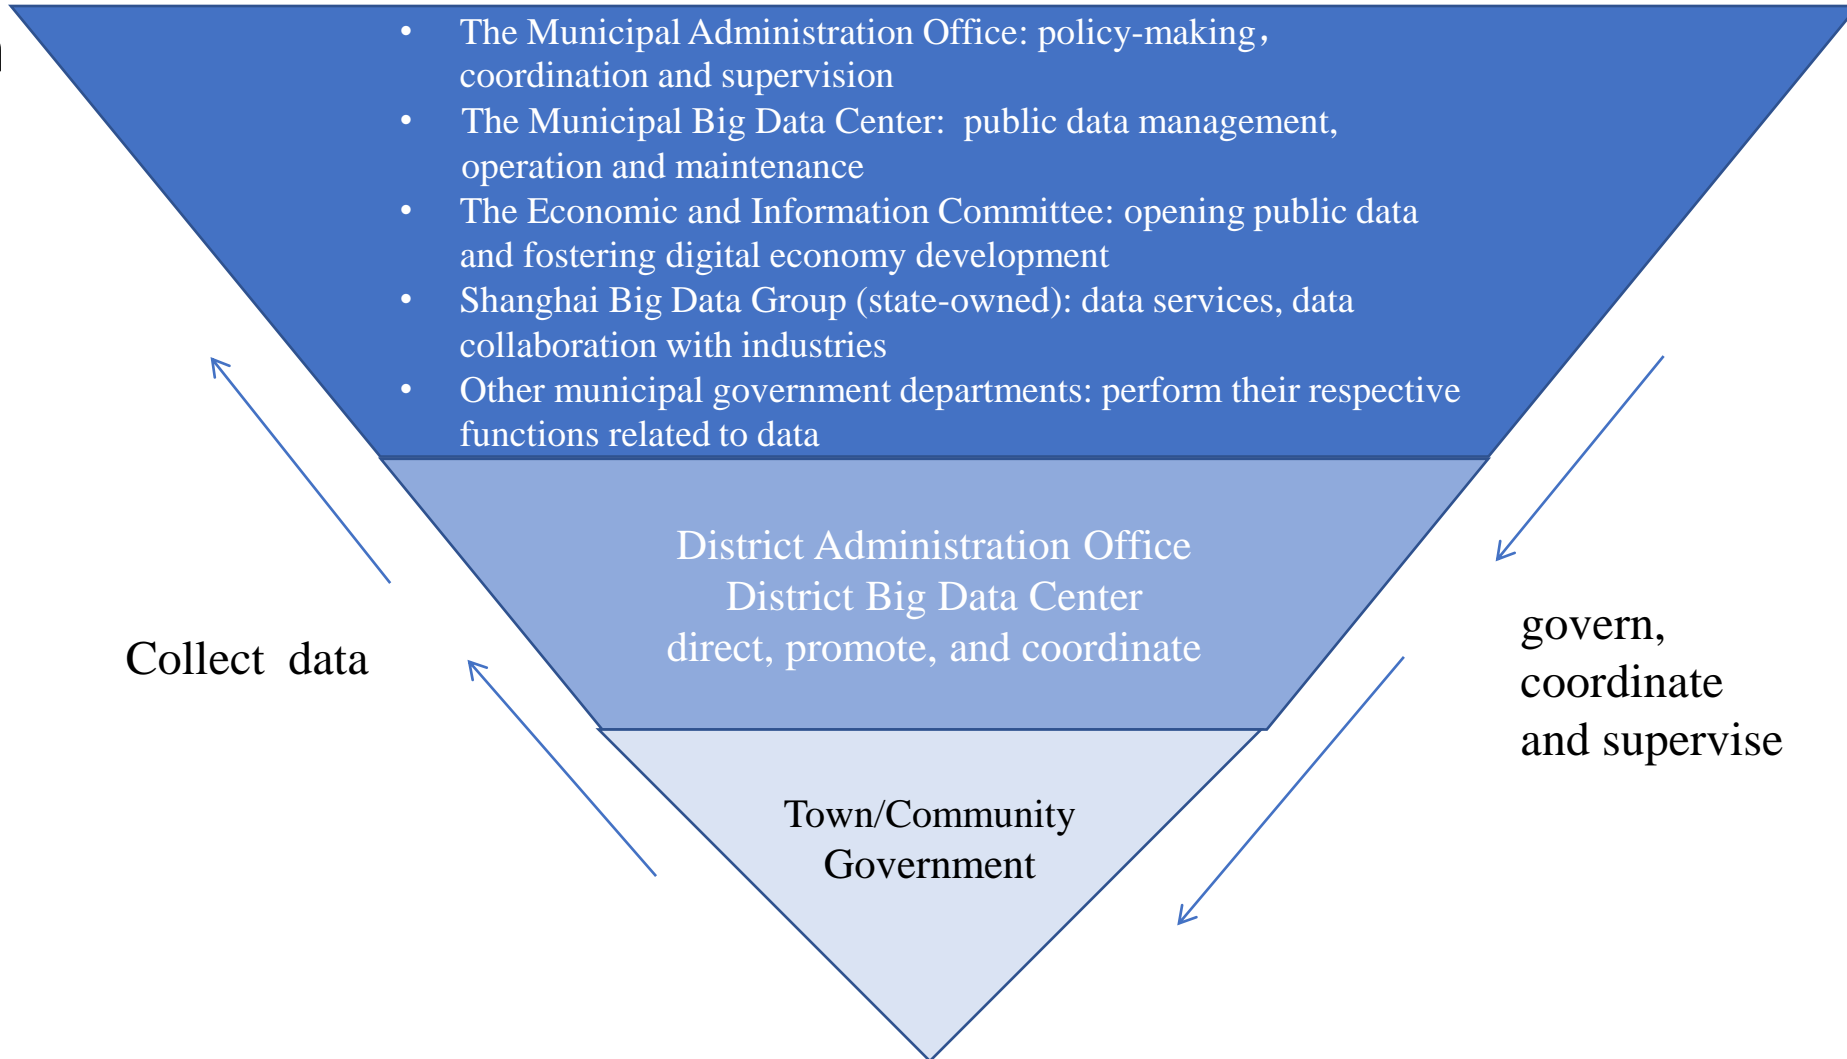 • The Municipal Administration Office: policy-making，
coordination and supervision
• The Municipal Big Data Center:  public data management,
operation and maintenance
• The Economic and Information Committee: opening public data
and fostering digital economy development
• Shanghai Big Data Group (state-owned): data services, data
collaboration with industries
• Other municipal government departments: perform their respective
functions related to data
District Administration Office
District Big Data Center
direct, promote, and coordinate
Collect  data
govern,
coordinate
and supervise
Town/Community
Government